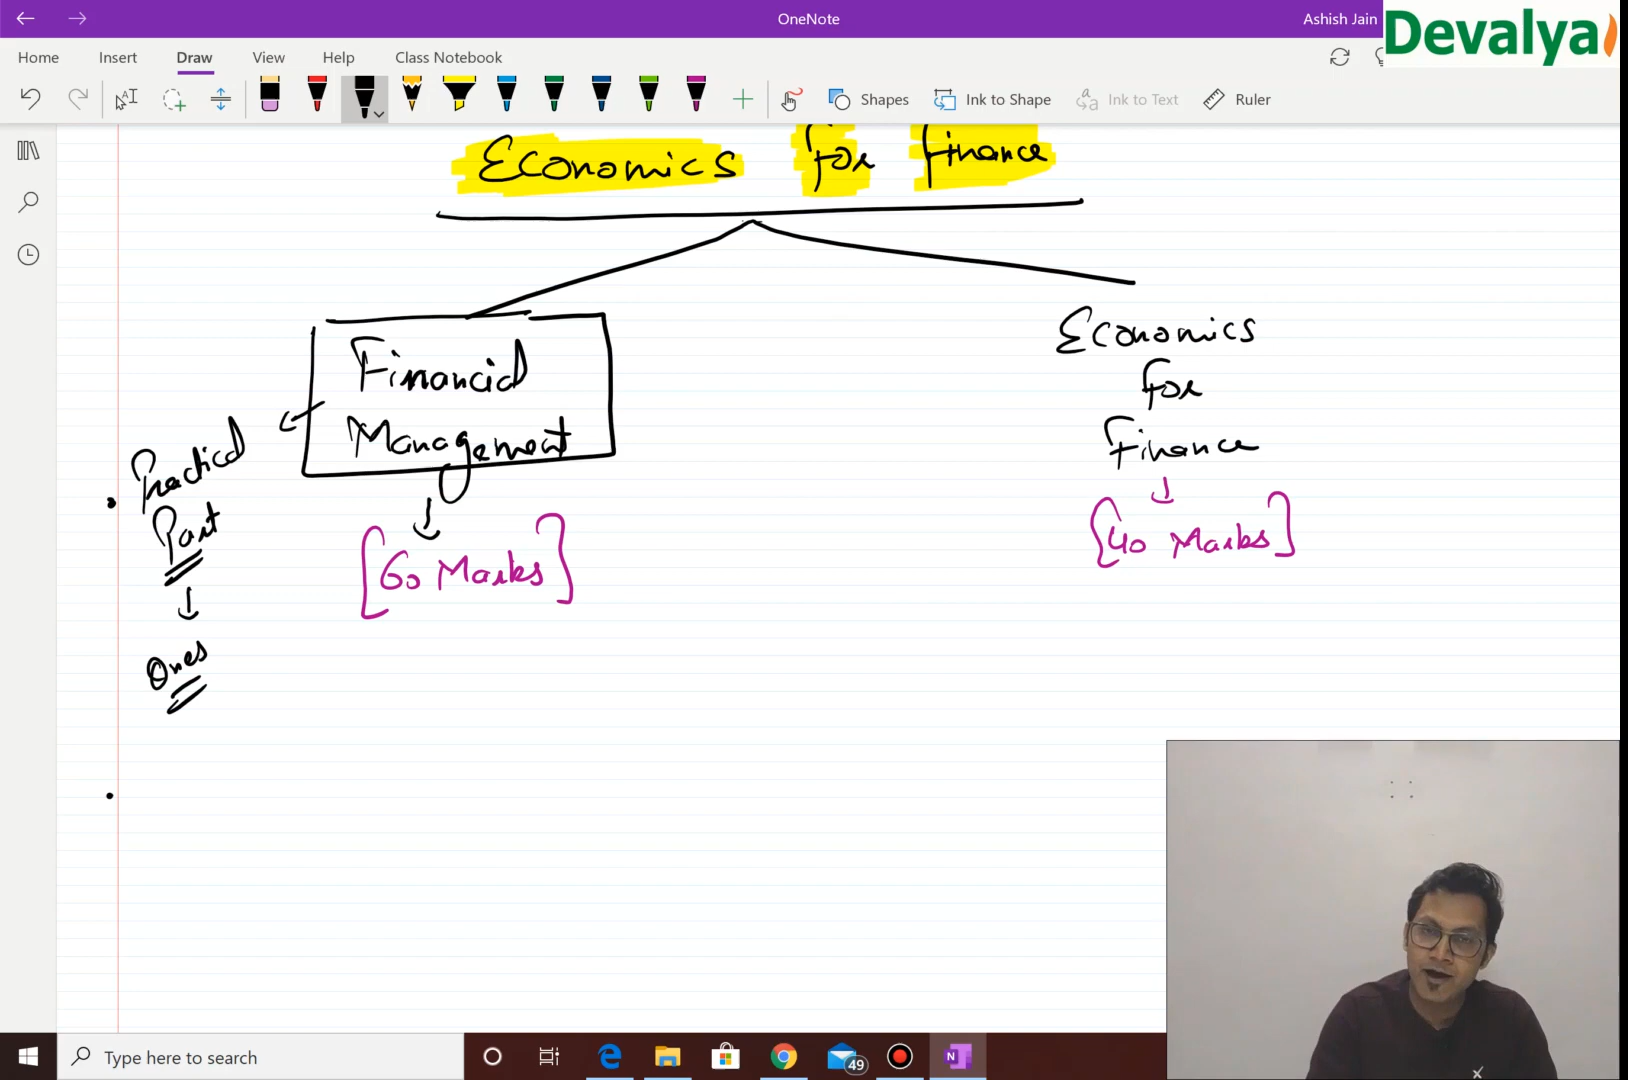 OneNote
Ashish Jain
Devalya
Home Insert Draw View Help Class Notebook
Shapes Ink to Shape Ink to Text Ruler
Economics for Finance
Financial
Management
[60 Marks]
Practical
Part
Ques
Economics
for
Finance
[40 Marks]
Type here to search
49